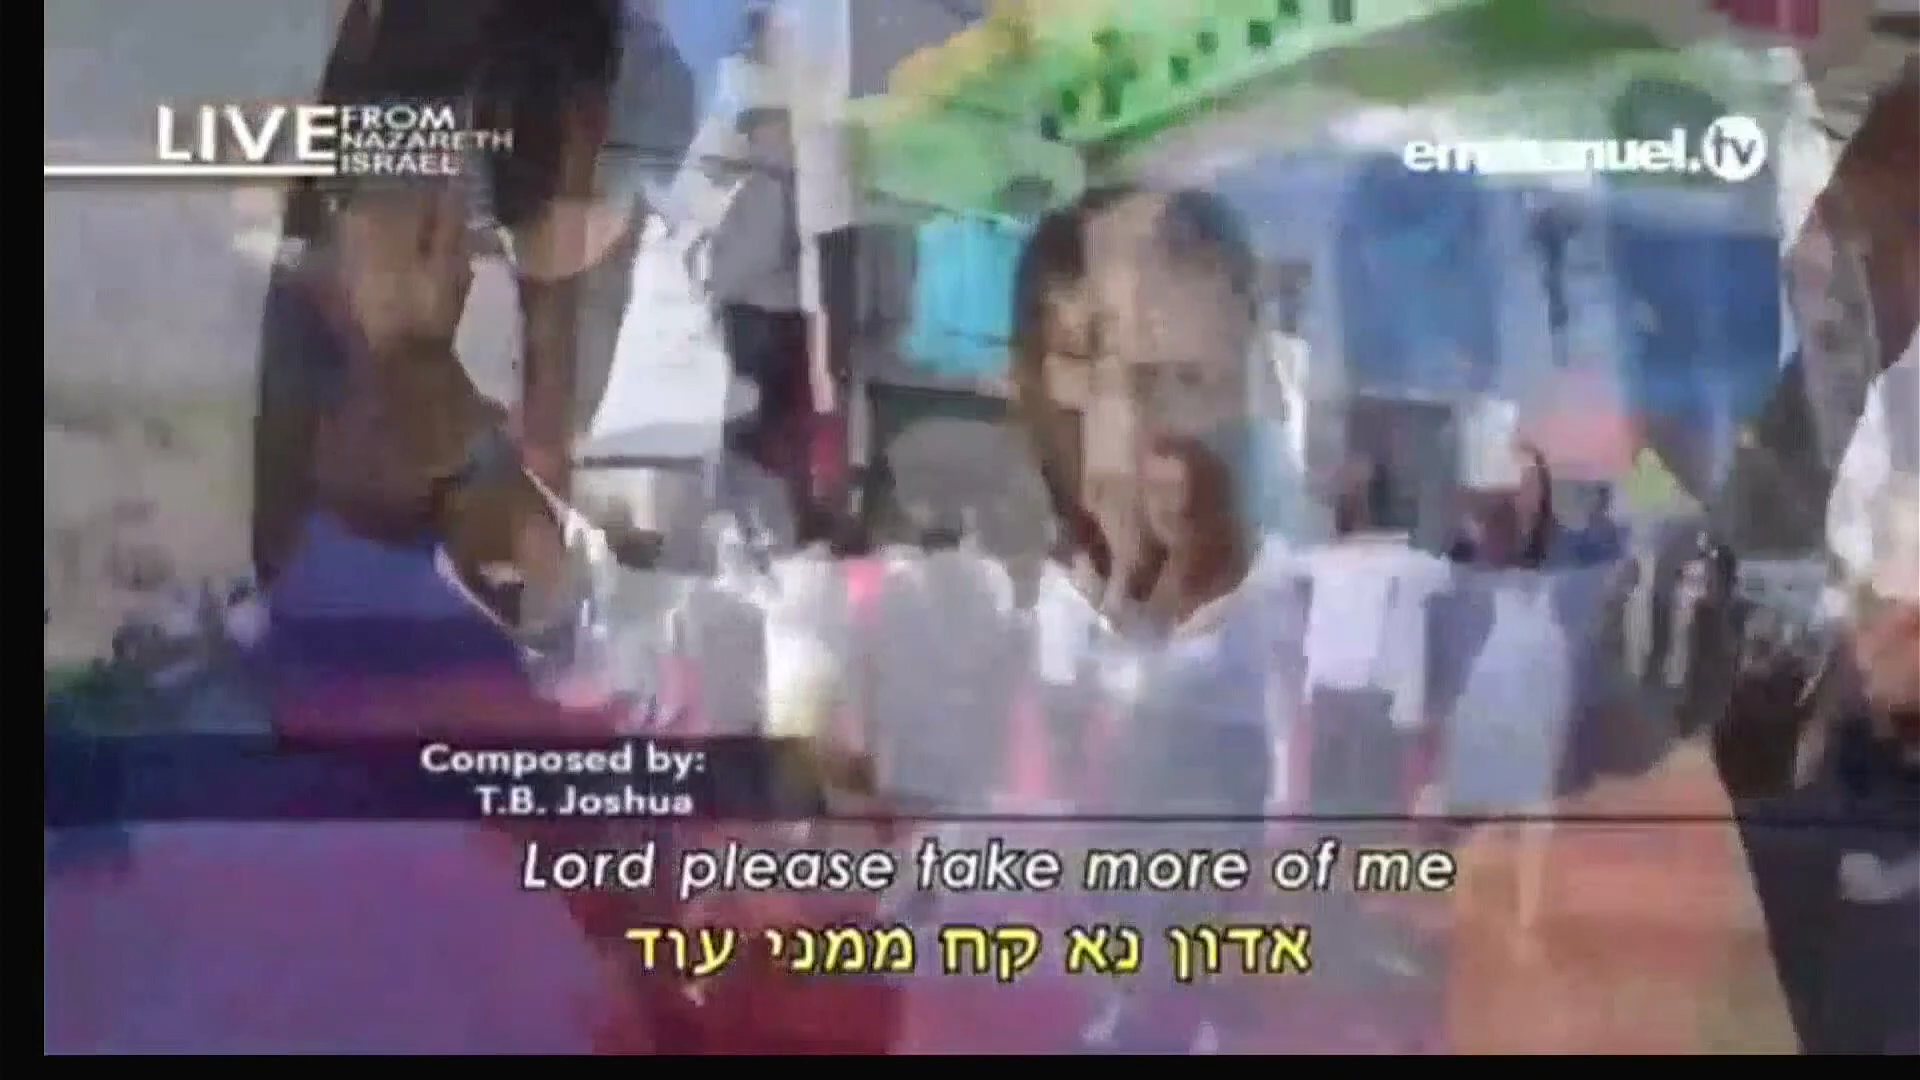 LIVE FROM
NAZARETH
ISRAEL
emmanuel.tv
Composed by:
T.B. Joshua
Lord please take more of me
אדון נא קח ממני עוד